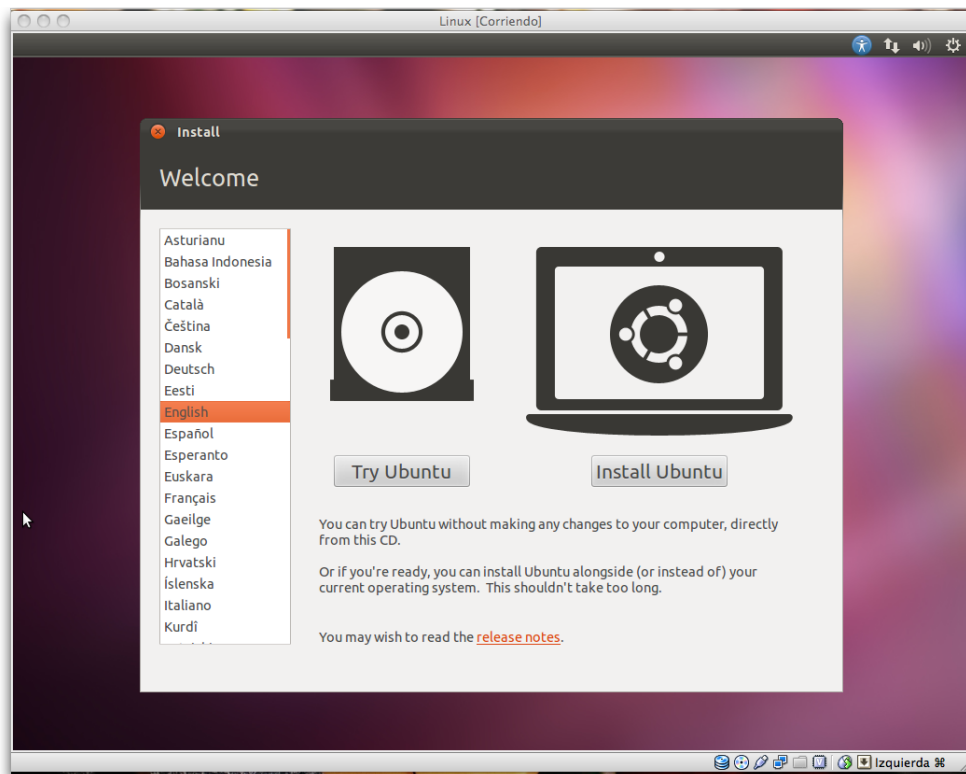 Linux [Corriendo]
Install
Welcome
Asturianu
Bahasa Indonesia
Bosanski
Català
Čeština
Dansk
Deutsch
Eesti
English
Español
Esperanto
Euskara
Français
Gaeilge
Galego
Hrvatski
Íslenska
Italiano
Kurdî
Try Ubuntu
Install Ubuntu
You can try Ubuntu without making any changes to your computer, directly
from this CD.
Or if you're ready, you can install Ubuntu alongside (or instead of) your
current operating system. This shouldn't take too long.
You may wish to read the release notes.
Izquierda ⌘